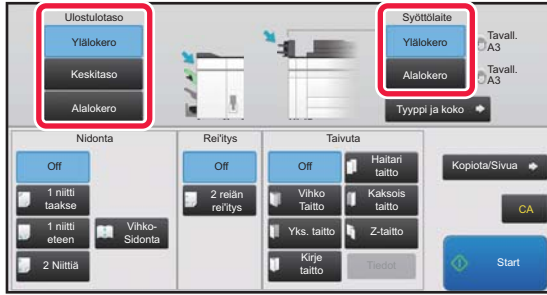 Ulostulotaso
Ylälokero
Keskitaso
Alalokero
Syöttölaite
Ylälokero
Tavall.
A3
Alalokero
Tavall.
A3
Tyyppi ja koko
Nidonta
Off
1 niitti
taakse
1 niitti
eteen
Vihko-
Sidonta
2 Niittiä
Rei'itys
Off
2 reiän
rei'itys
Taivuta
Off
Haitari
taitto
Vihko
Taitto
Kaksois
taitto
Yks. taitto
Z-taitto
Kirje
taitto
Tiedot
Kopiota/Sivua
CA
Start